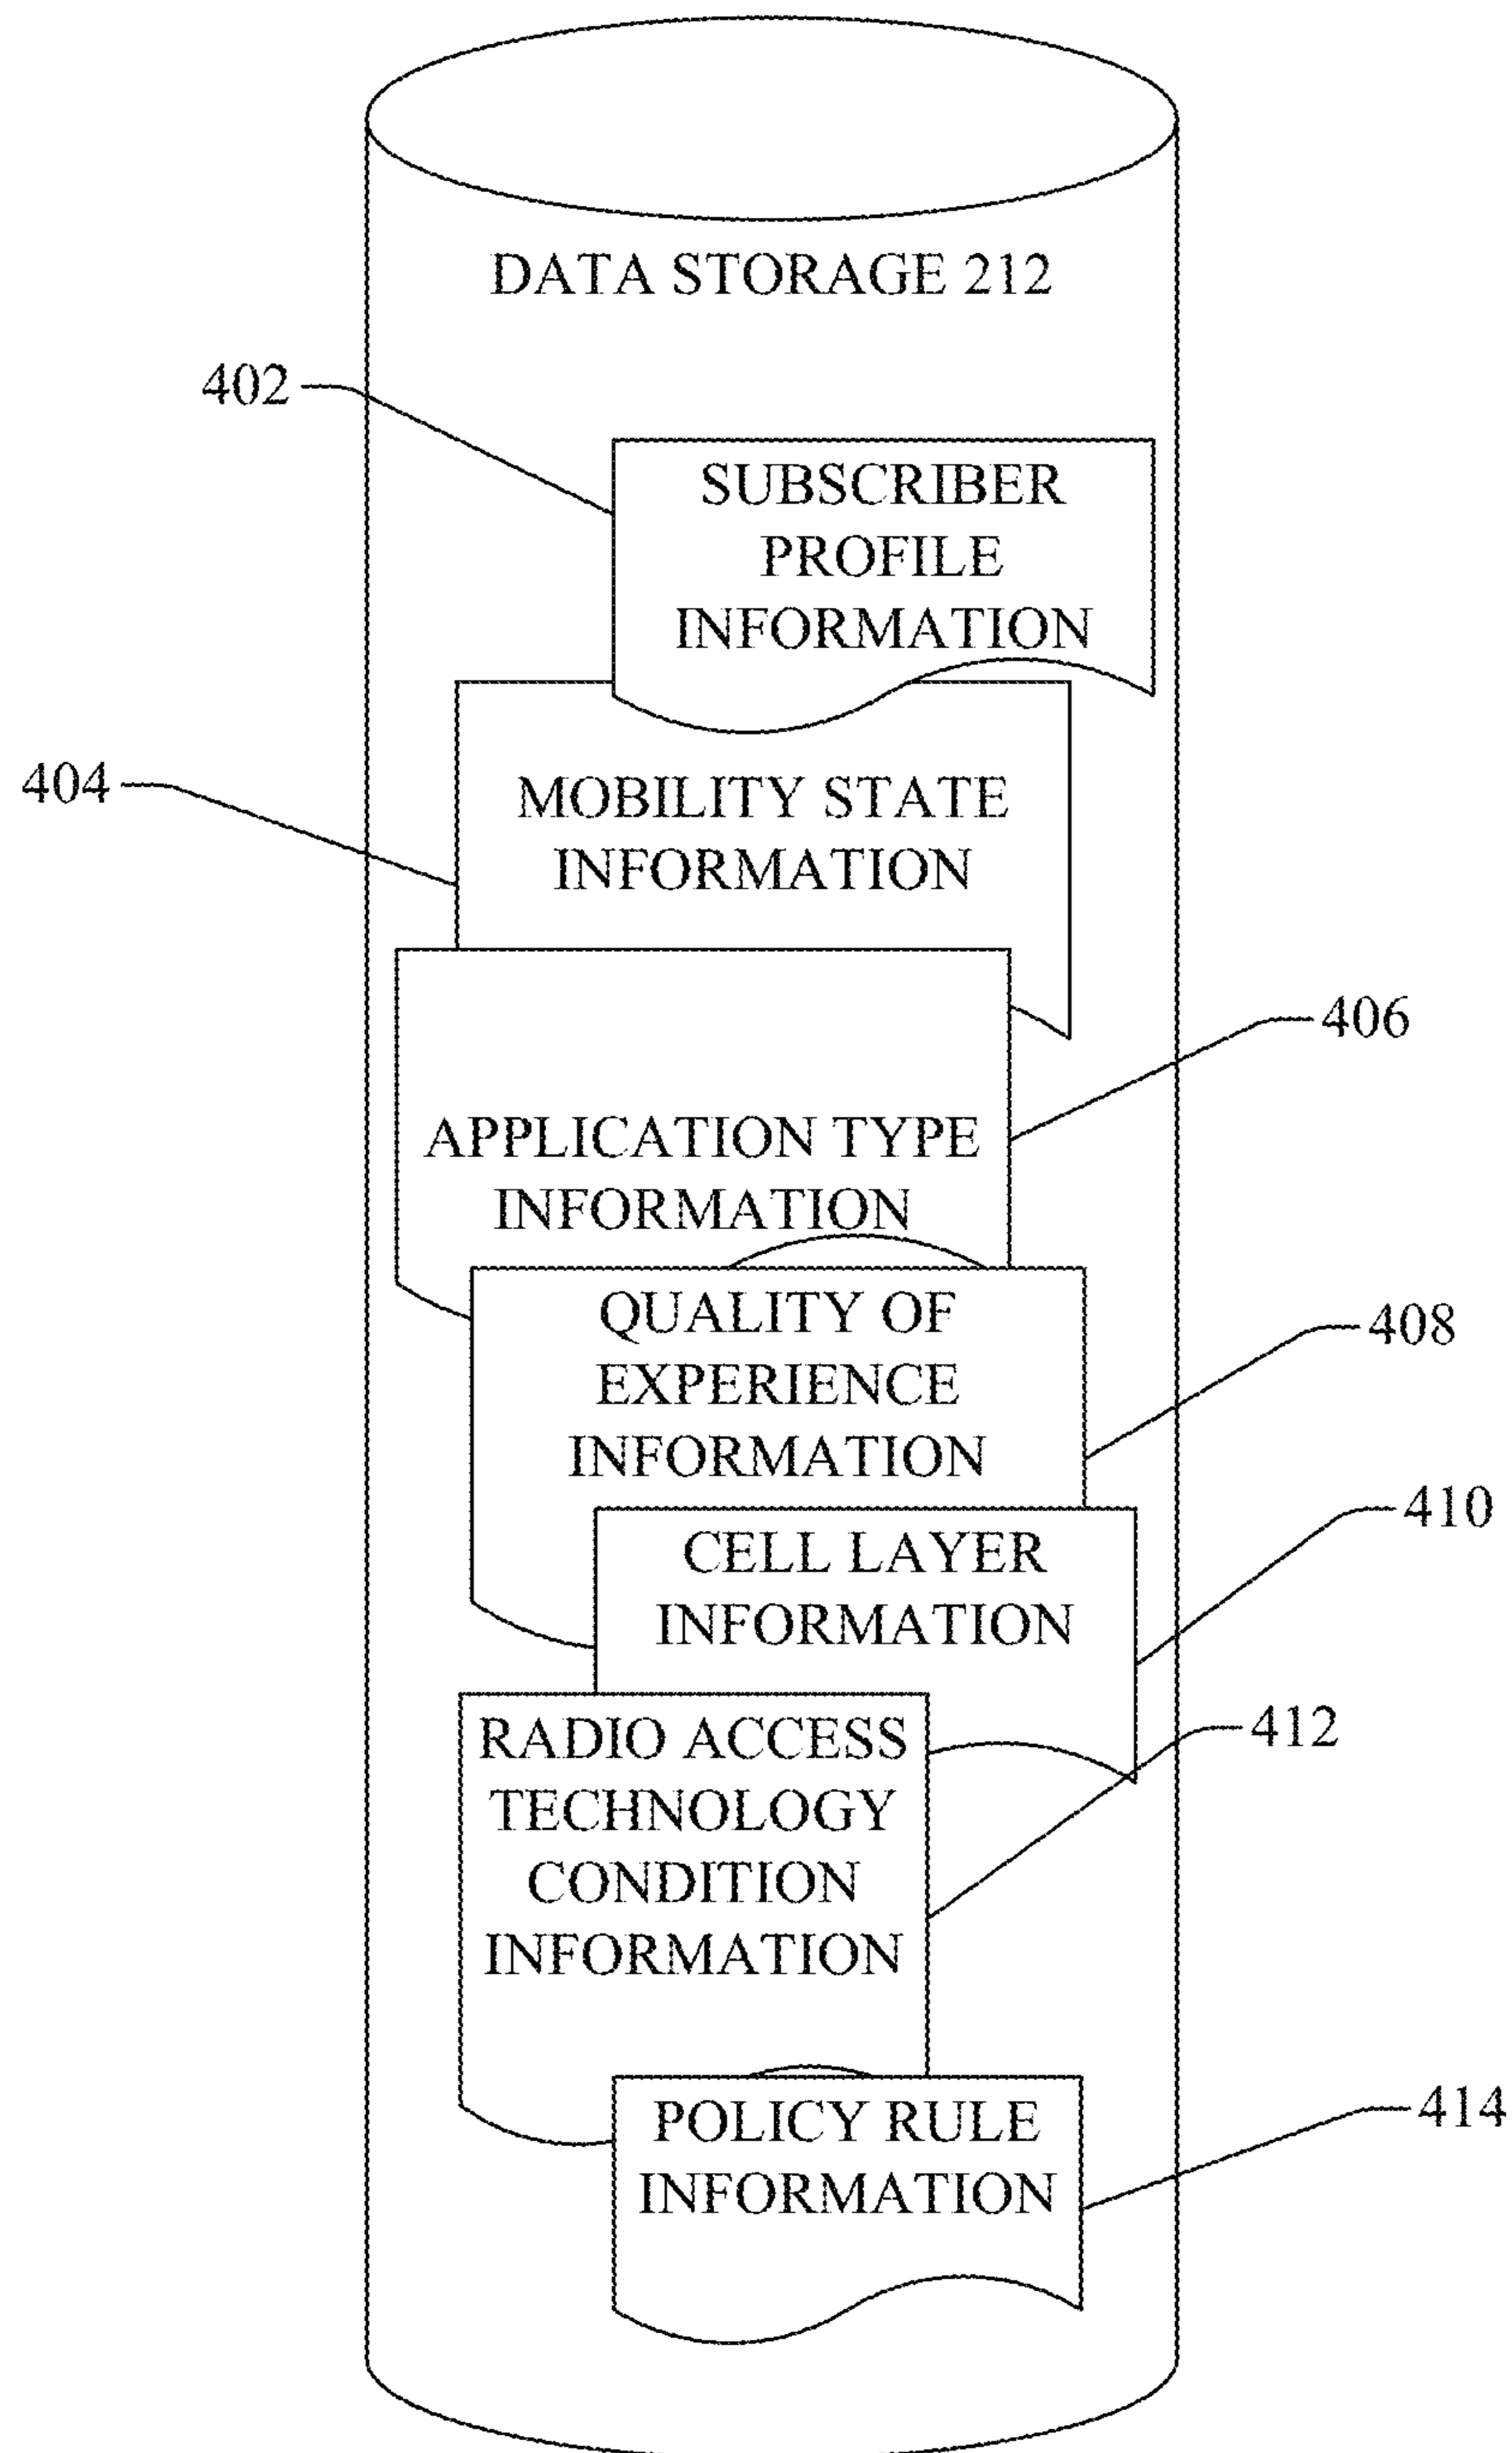 DATA STORAGE 212
402
SUBSCRIBER
PROFILE
INFORMATION
404
MOBILITY STATE
INFORMATION
406
APPLICATION TYPE
INFORMATION
408
QUALITY OF
EXPERIENCE
INFORMATION
410
CELL LAYER
INFORMATION
412
RADIO ACCESS
TECHNOLOGY
CONDITION
INFORMATION
414
POLICY RULE
INFORMATION